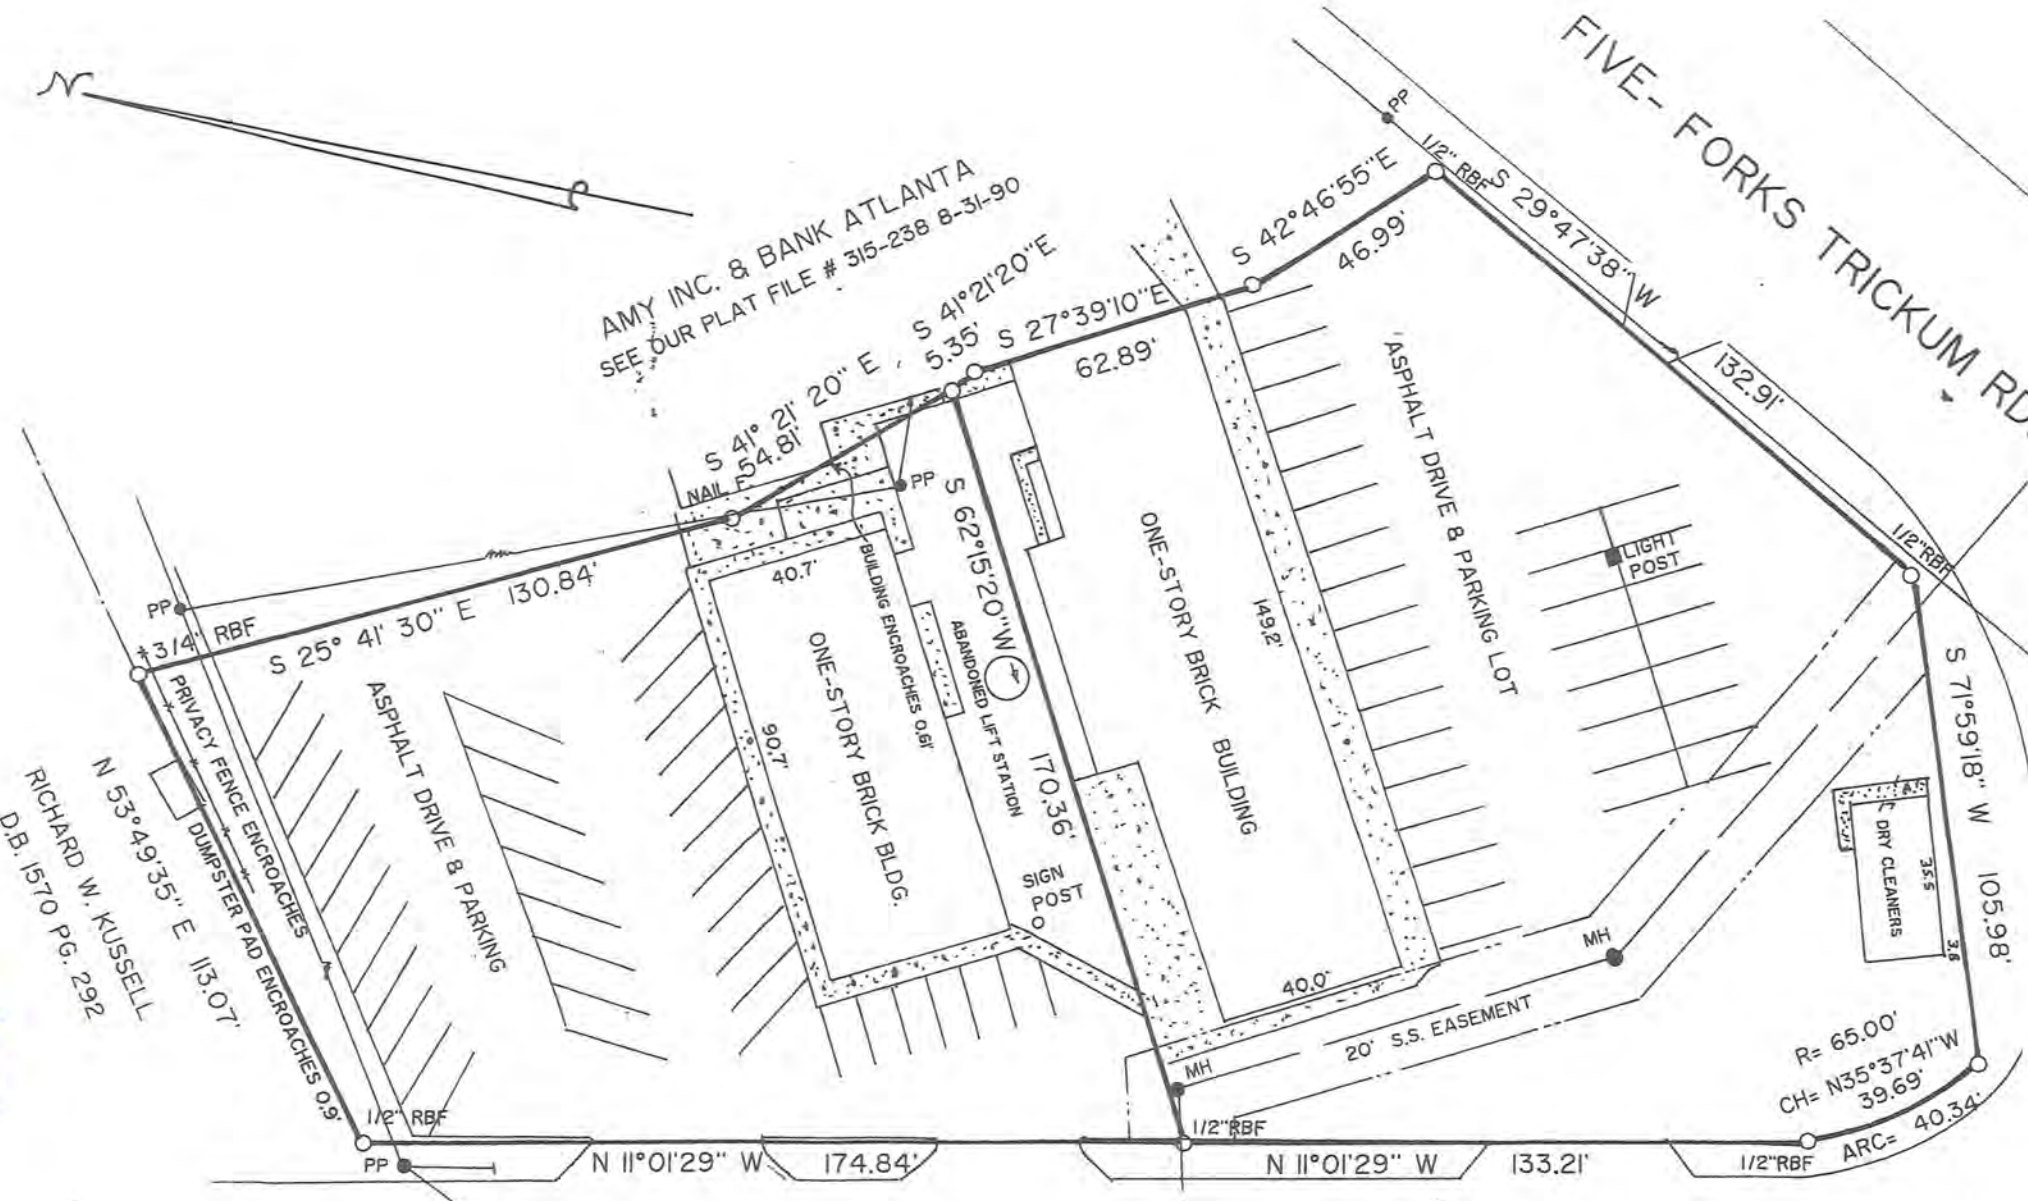 N
FIVE- FORKS TRICKUM RD
PP
1/2" RBF
S 29°47'38" W
132.91'
AMY INC. & BANK ATLANTA
SEE OUR PLAT FILE # 315-238 8-31-90
S 42°46'55"E
46.99'
S 41°21'20"E
5.35'
S 27°39'10"E
62.89'
S 41° 21' 20" E
54.81'
NAIL F.
PP
S 62°15'20"W
170.36'
1/2"RBF
LIGHT
POST
ASPHALT DRIVE & PARKING LOT
ONE-STORY BRICK BUILDING
149.2'
40.0'
PP
3/4" RBF
S 25° 41' 30" E
130.84'
40.7'
90.7'
ONE-STORY BRICK BLDG.
BUILDING ENCROACHES 0.61'
ABANDONED LIFT STATION
SIGN
POST
ASPHALT DRIVE & PARKING
PRIVACY FENCE ENCROACHES
DUMPSTER PAD ENCROACHES 0.9'
N 53°49'35" E 113.07'
RICHARD W. KUSSELL
D.B. 1570 PG. 292
S 71°59'18" W 105.98'
DRY CLEANERS
35.5
3.6
MH
20' S.S. EASEMENT
MH
R= 65.00'
CH= N35°37'41"W
39.69'
ARC= 40.34'
1/2" RBF
PP
N 11°01'29" W
174.84'
1/2"RBF
N 11°01'29" W
133.21'
1/2"RBF